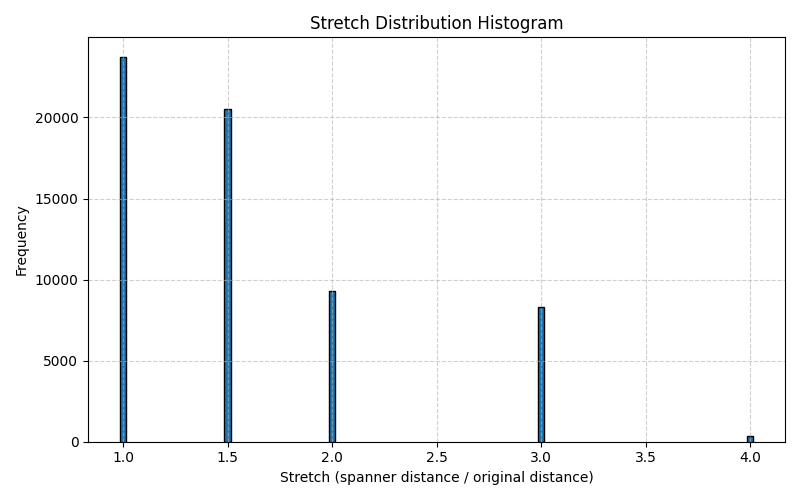 Stretch Distribution Histogram
Frequency
20000
15000
10000
5000
0
1.0 1.5 2.0 2.5 3.0 3.5 4.0
Stretch (spanner distance / original distance)